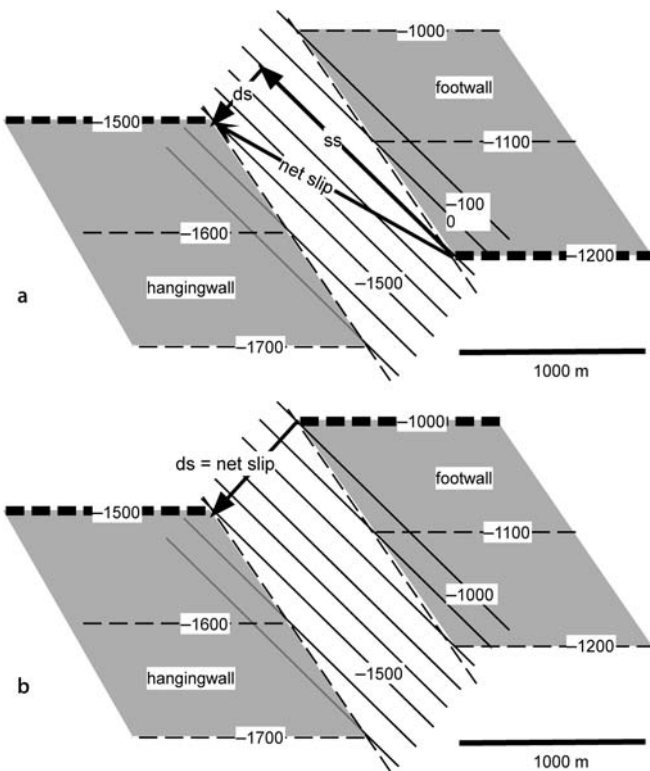 –1000
footwall
ds
–1500
ss
–1100
net slip
–100
0
–1600
–1200
–1500
a
hangingwall
–1700
1000 m
–1000
ds = net slip
footwall
–1500
–1100
–1000
–1600
–1200
–1500
b
hangingwall
–1700
1000 m